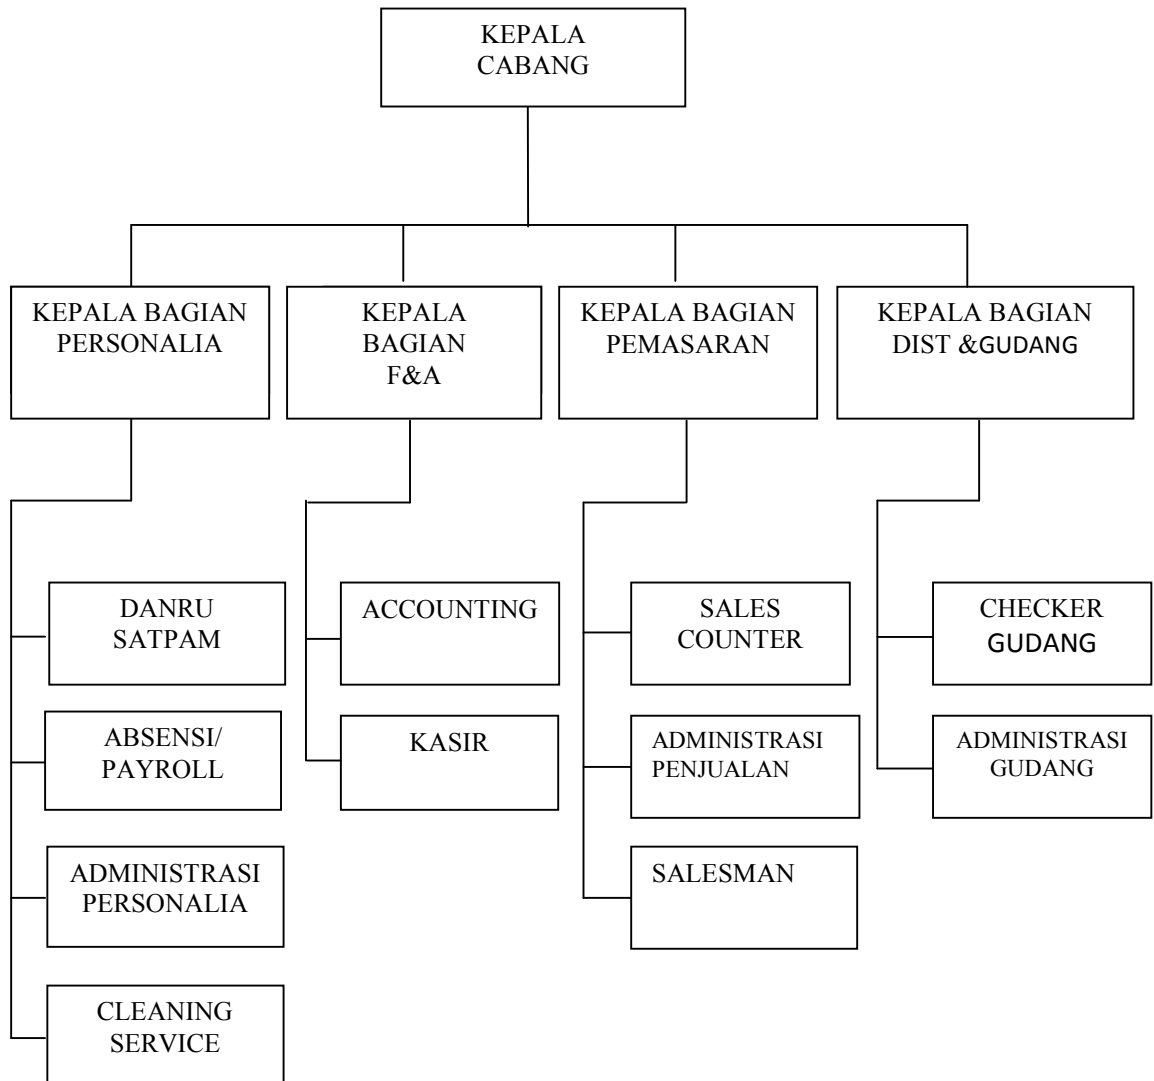 KEPALA
CABANG
KEPALA BAGIAN
PERSONALIA
KEPALA
BAGIAN
F&A
KEPALA BAGIAN
PEMASARAN
KEPALA BAGIAN
DIST &GUDANG
DANRU
SATPAM
ABSENSI/
PAYROLL
ADMINISTRASI
PERSONALIA
CLEANING
SERVICE
ACCOUNTING
KASIR
SALES
COUNTER
ADMINISTRASI
PENJUALAN
SALESMAN
CHECKER
GUDANG
ADMINISTRASI
GUDANG